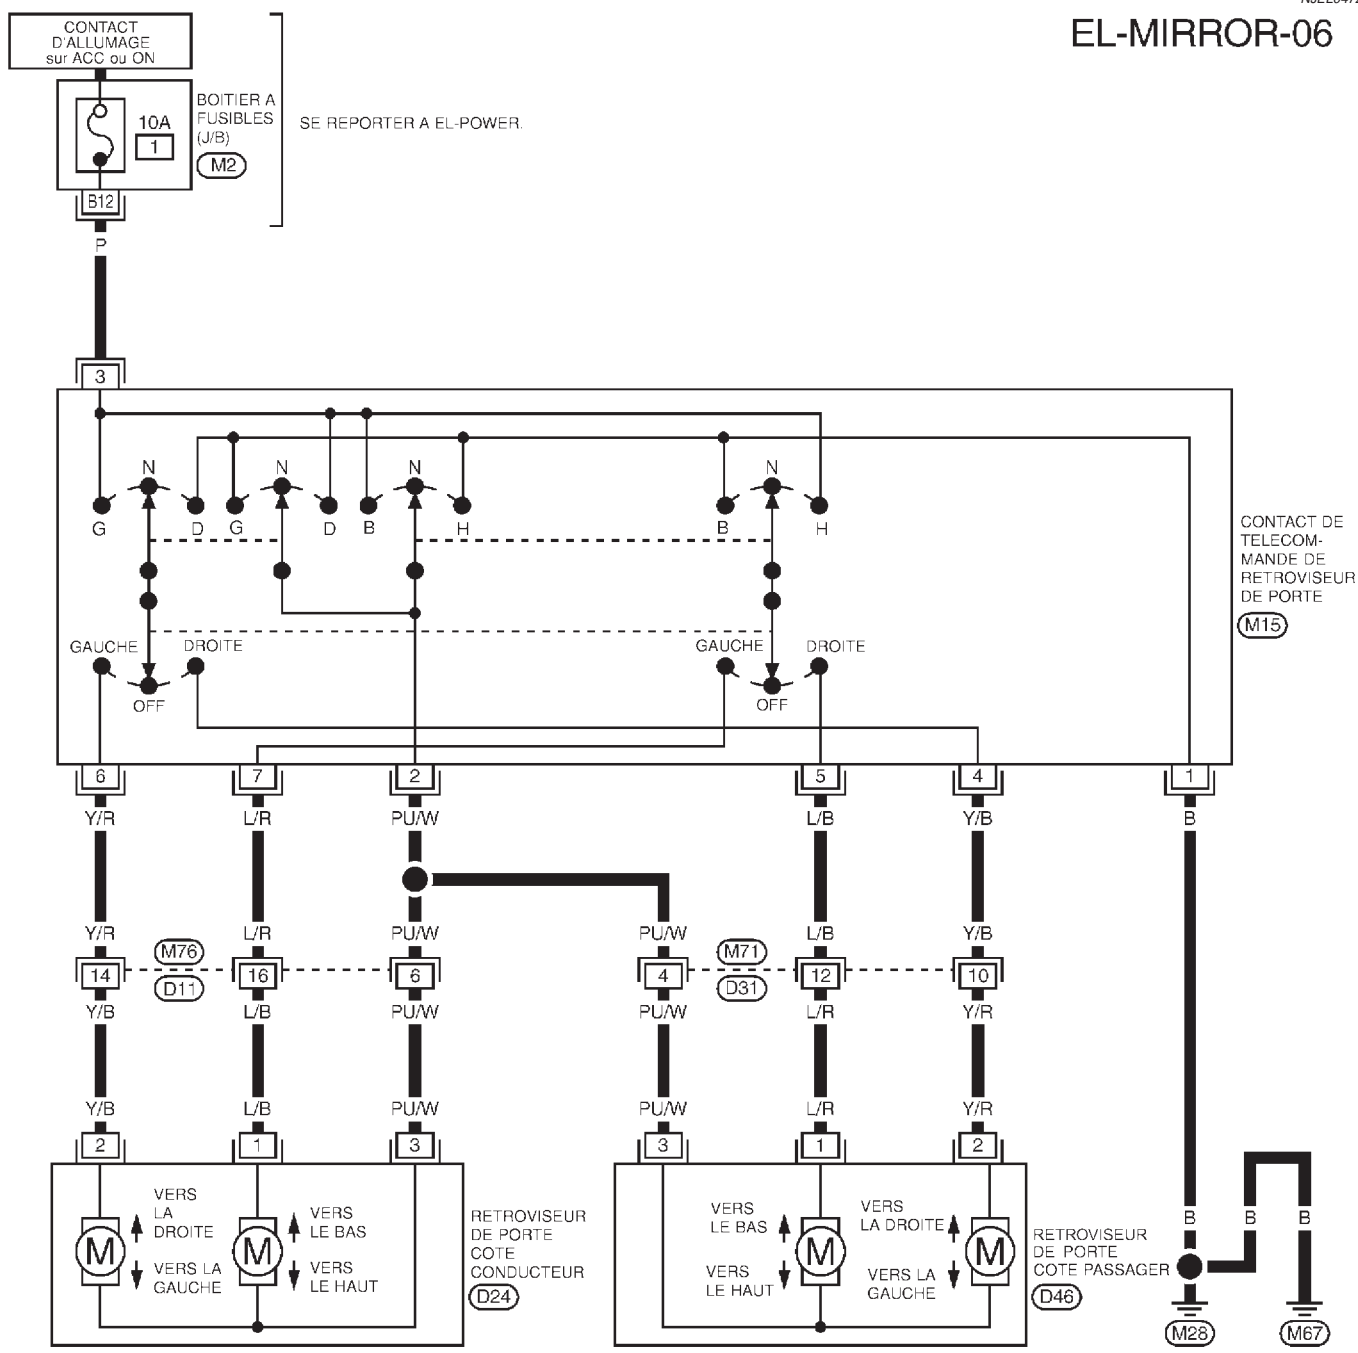 EL-MIRROR-06
CONTACT
D'ALLUMAGE
sur ACC ou ON
10A
1
BOITIER A
FUSIBLES
(J/B)
M2
SE REPORTER A EL-POWER.
B12
P
3
N N N N
G D G D B H B H
CONTACT DE
TELECOM-
MANDE DE
RETROVISEUR
DE PORTE
M15
GAUCHE DROITE GAUCHE DROITE
OFF OFF
6 7 2 5 4 1
Y/R L/R PU/W L/B Y/B B
Y/R L/R PU/W PU/W L/B Y/B
M76 M71
14 16 6 4 12 10
D11 D31
Y/B L/B PU/W PU/W L/R Y/R
Y/B L/B PU/W PU/W L/R Y/R
2 1 3 3 1 2
VERS
LA
DROITE
VERS LA
GAUCHE
M
VERS
LE BAS
VERS
LE HAUT
M
RETROVISEUR
DE PORTE
COTE
CONDUCTEUR
D24
VERS
LE BAS
VERS
LE HAUT
M
VERS
LA DROITE
VERS LA
GAUCHE
M
RETROVISEUR
DE PORTE
COTE PASSAGER
D46
B B B
M28 M67